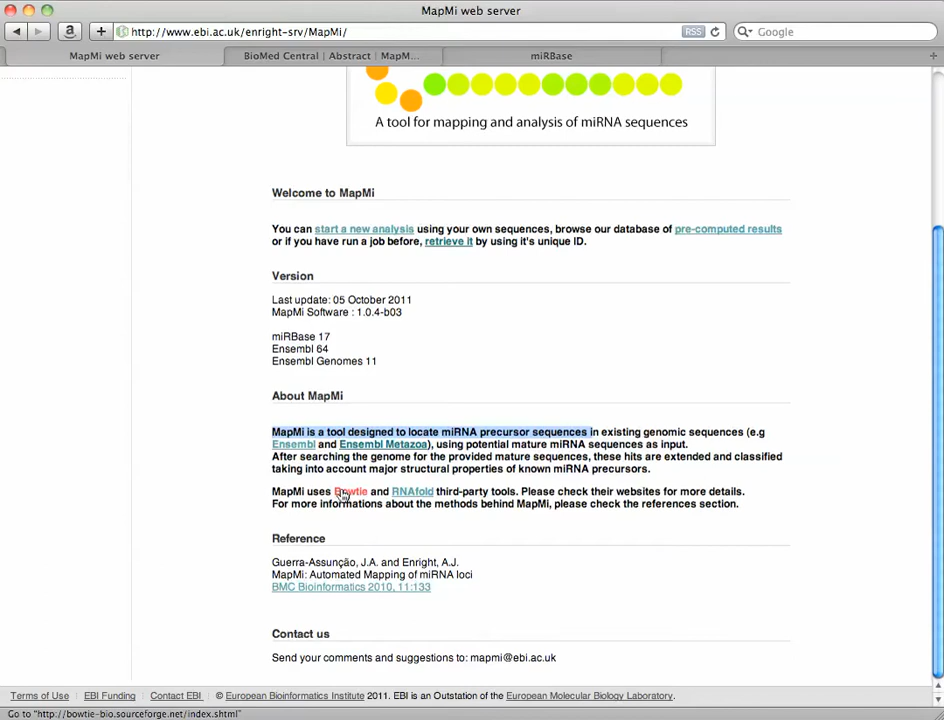 MapMi web server
http://www.ebi.ac.uk/enright-srv/MapMi/
RSS
Google
MapMi web server
BioMed Central | Abstract | MapM...
miRBase
A tool for mapping and analysis of miRNA sequences
Welcome to MapMi
You can start a new analysis using your own sequences, browse our database of pre-computed results
or if you have run a job before, retrieve it by using it's unique ID.
Version
Last update: 05 October 2011
MapMi Software : 1.0.4-b03
miRBase 17
Ensembl 64
Ensembl Genomes 11
About MapMi
MapMi is a tool designed to locate miRNA precursor sequences in existing genomic sequences (e.g
Ensembl and Ensembl Metazoa), using potential mature miRNA sequences as input.
After searching the genome for the provided mature sequences, these hits are extended and classified
taking into account major structural properties of known miRNA precursors.
MapMi uses Bowtie and RNAfold third-party tools. Please check their websites for more details.
For more informations about the methods behind MapMi, please check the references section.
Reference
Guerra-Assunção, J.A. and Enright, A.J.
MapMi: Automated Mapping of miRNA loci
BMC Bioinformatics 2010, 11:133
Contact us
Send your comments and suggestions to: mapmi@ebi.ac.uk
Terms of Use | EBI Funding | Contact EBI | © European Bioinformatics Institute 2011. EBI is an Outstation of the European Molecular Biology Laboratory.
Go to "http://bowtie-bio.sourceforge.net/index.shtml"